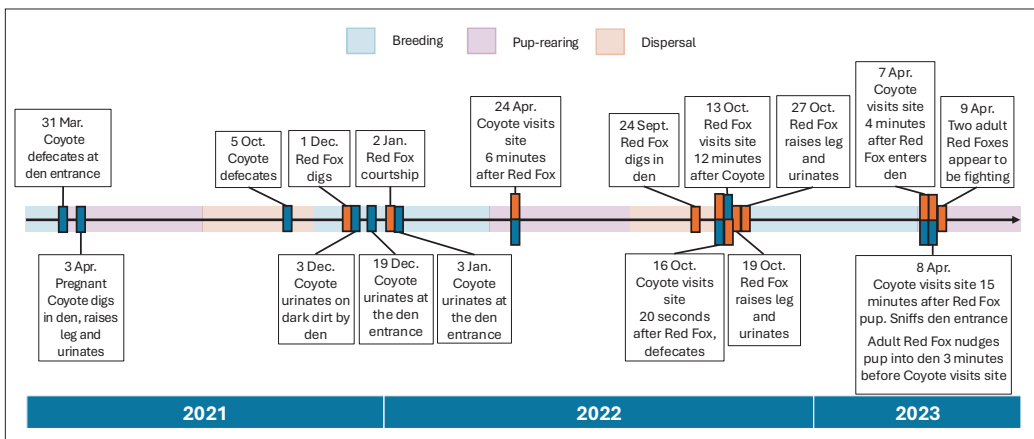 Breeding
Pup-rearing
Dispersal
31 Mar.
Coyote
defecates at
den entrance
5 Oct.
Coyote
defecates
1 Dec.
Red Fox
digs
2 Jan.
Red Fox
courtship
24 Apr.
Coyote visits
site
6 minutes
after Red Fox
24 Sept.
Red Fox
digs in
den
13 Oct.
Red Fox
visits site
12 minutes
after Coyote
27 Oct.
Red Fox
raises leg
and
urinates
7 Apr.
Coyote
visits site
4 minutes
after Red
Fox enters
den
9 Apr.
Two adult
Red Foxes
appear to
be fighting
3 Apr.
Pregnant
Coyote digs
in den, raises
leg and
urinates
3 Dec.
Coyote
urinates on
dark dirt by
den
19 Dec.
Coyote
urinates at
the den
entrance
3 Jan.
Coyote
urinates at
the den
entrance
16 Oct.
Coyote visits
site
20 seconds
after Red Fox,
defecates
19 Oct.
Red Fox
raises leg
and
urinates
8 Apr.
Coyote visits site 15
minutes after Red Fox
pup. Sniffs den entrance
Adult Red Fox nudges
pup into den 3 minutes
before Coyote visits site
2021
2022
2023